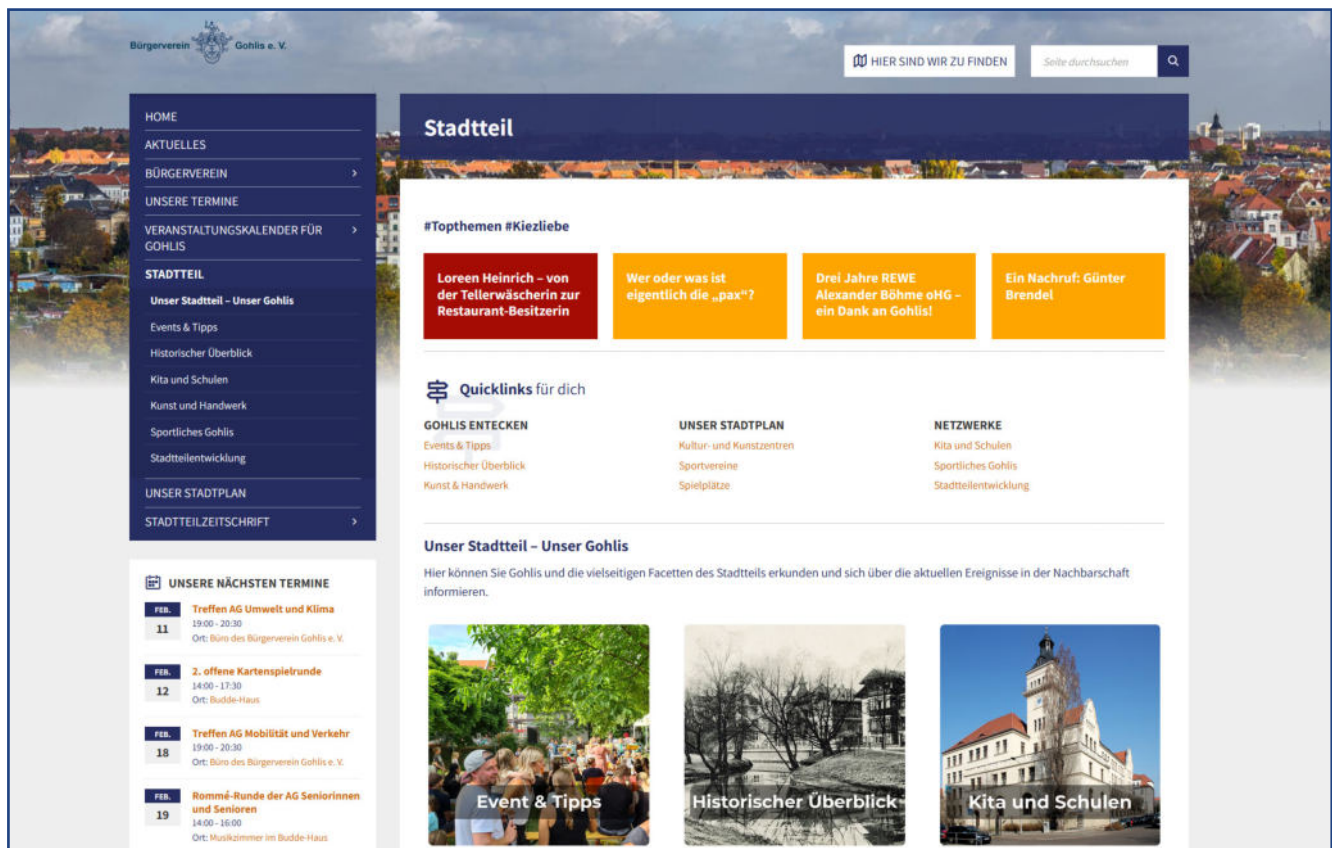 Bürgerverein Gohlis e. V.
HIER SIND WIR ZU FINDEN
Seite durchsuchen
HOME
AKTUELLES
BÜRGERVEREIN
UNSERE TERMINE
VERANSTALTUNGSKALENDER FÜR
GOHLIS
STADTTEIL
Unser Stadtteil – Unser Gohlis
Events & Tipps
Historischer Überblick
Kita und Schulen
Kunst und Handwerk
Sportliches Gohlis
Stadtteilentwicklung
UNSER STADTPLAN
STADTTEILZEITSCHRIFT
UNSERE NÄCHSTEN TERMINE
FEB.
11
Treffen AG Umwelt und Klima
19:00 - 20:30
Ort: Büro des Bürgerverein Gohlis e. V.
FEB.
12
2. offene Kartenspielrunde
14:00 - 17:30
Ort: Budde-Haus
FEB.
18
Treffen AG Mobilität und Verkehr
19:00 - 20:30
Ort: Büro des Bürgerverein Gohlis e. V.
FEB.
19
Rommé-Runde der AG Seniorinnen
und Senioren
14:00 - 16:00
Ort: Musikzimmer im Budde-Haus
Stadtteil
#Topthemen #Kiezliebe
Loreen Heinrich – von
der Tellerwäscherin zur
Restaurant-Besitzerin
Wer oder was ist
eigentlich die „pax“?
Drei Jahre REWE
Alexander Böhme oHG –
ein Dank an Gohlis!
Ein Nachruf: Günter
Brendel
Quicklinks für dich
GOHLIS ENTECKEN
Events & Tipps
Historischer Überblick
Kunst & Handwerk
UNSER STADTPLAN
Kultur- und Kunstzentren
Sportvereine
Spielplätze
NETZWERKE
Kita und Schulen
Sportliches Gohlis
Stadtteilentwicklung
Unser Stadtteil – Unser Gohlis
Hier können Sie Gohlis und die vielseitigen Facetten des Stadtteils erkunden und sich über die aktuellen Ereignisse in der Nachbarschaft
informieren.
Event & Tipps
Historischer Überblick
Kita und Schulen